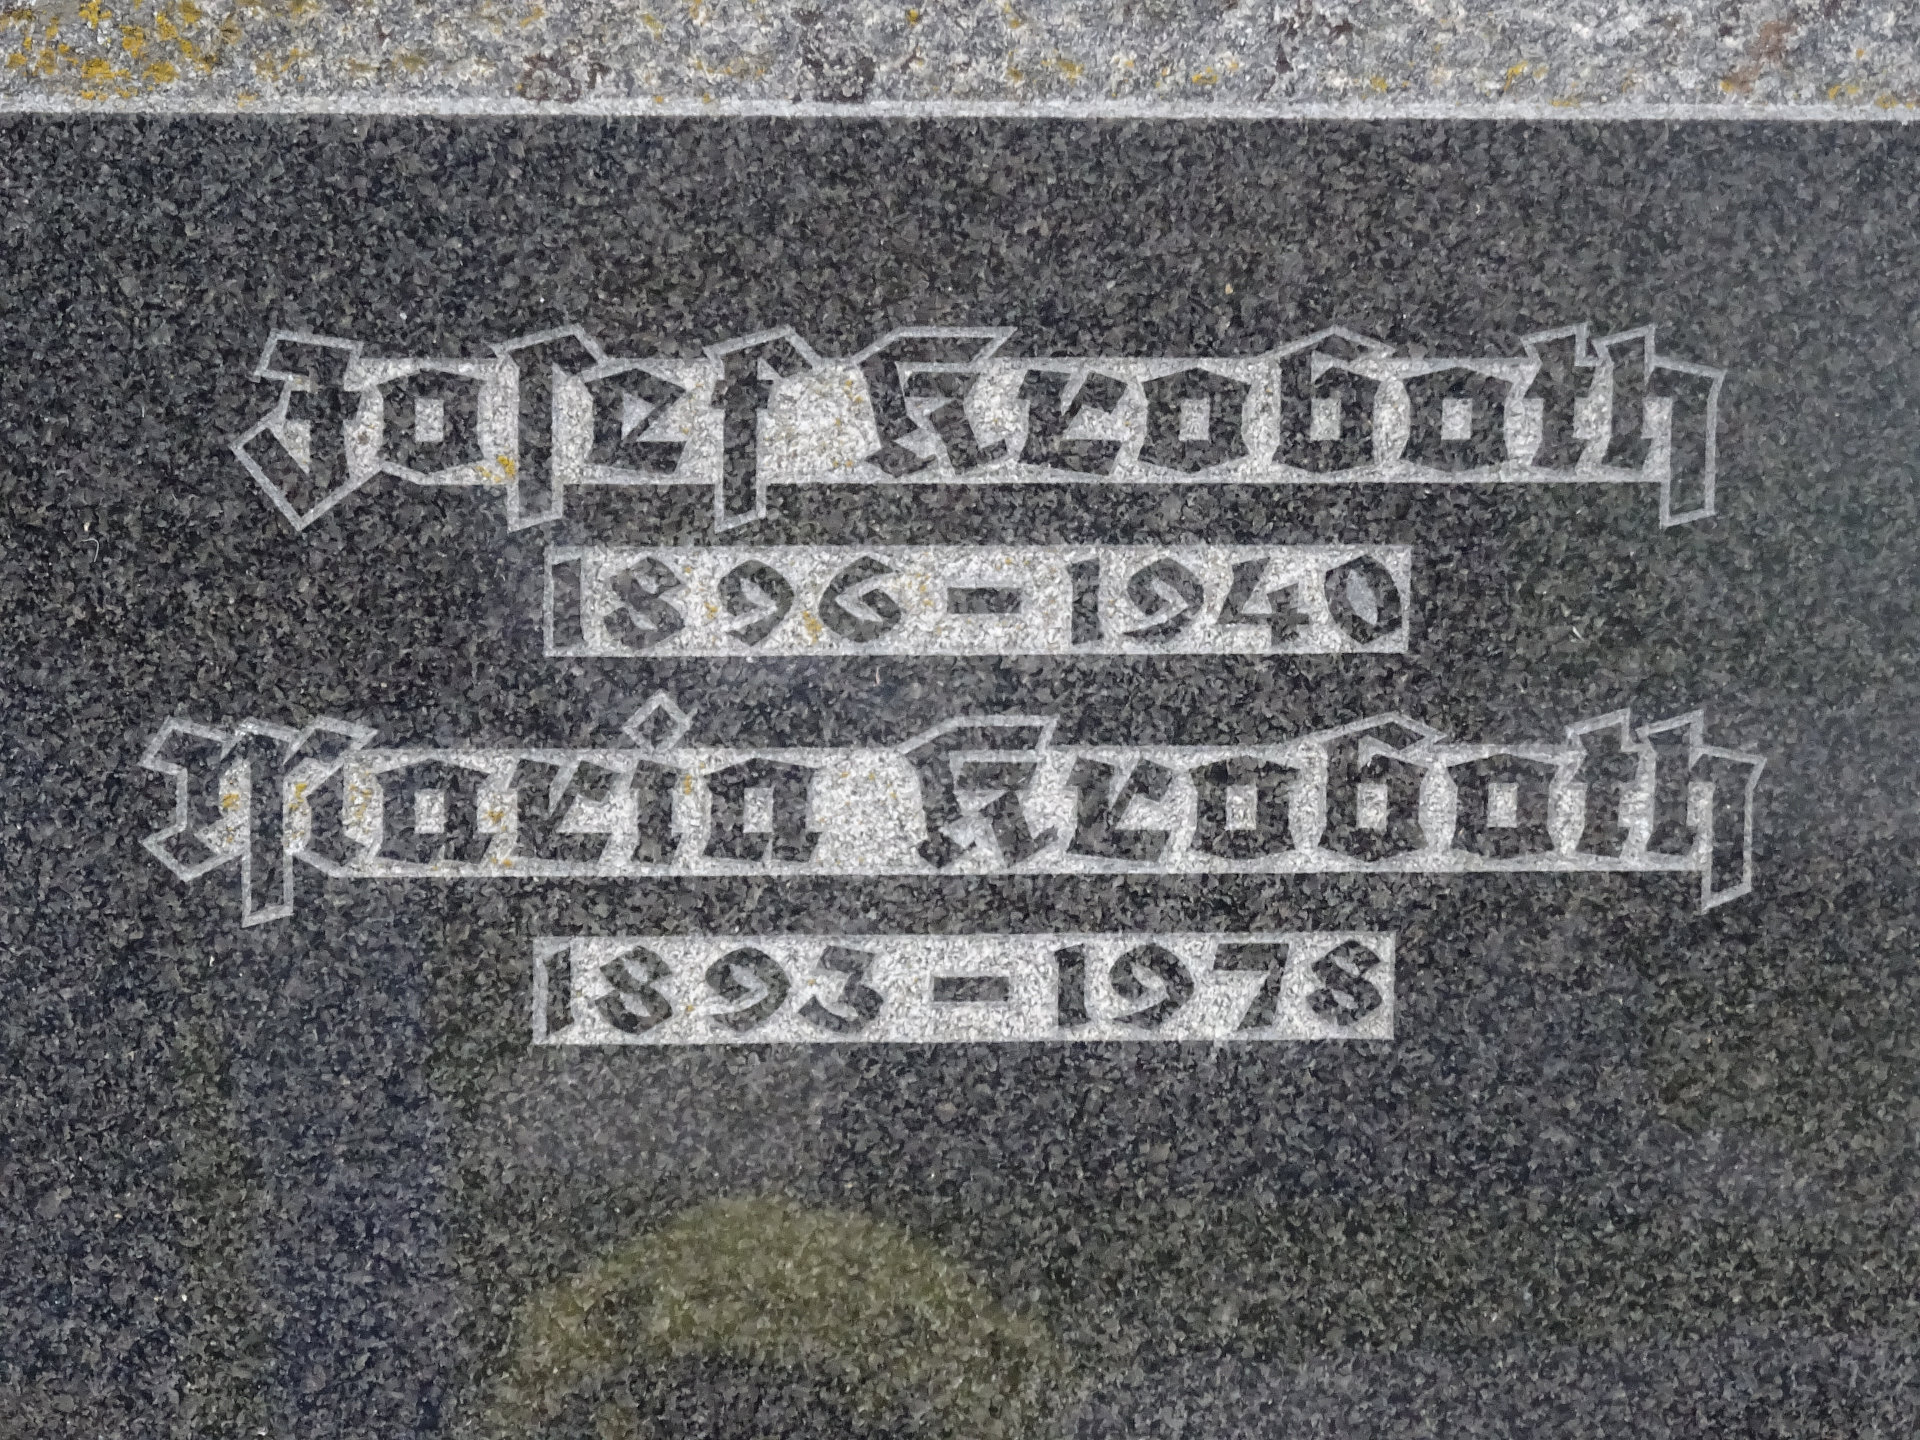 Josef Kroboth
1896 - 1940
Maria Kroboth
1893 - 1978